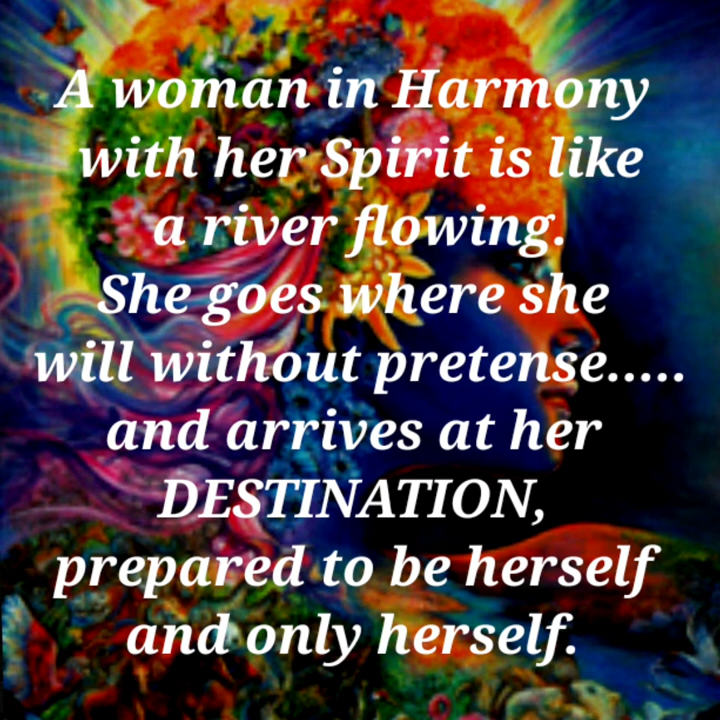 A woman in Harmony
with her Spirit is like
a river flowing.
She goes where she
will without pretense.....
and arrives at her
DESTINATION,
prepared to be herself
and only herself.